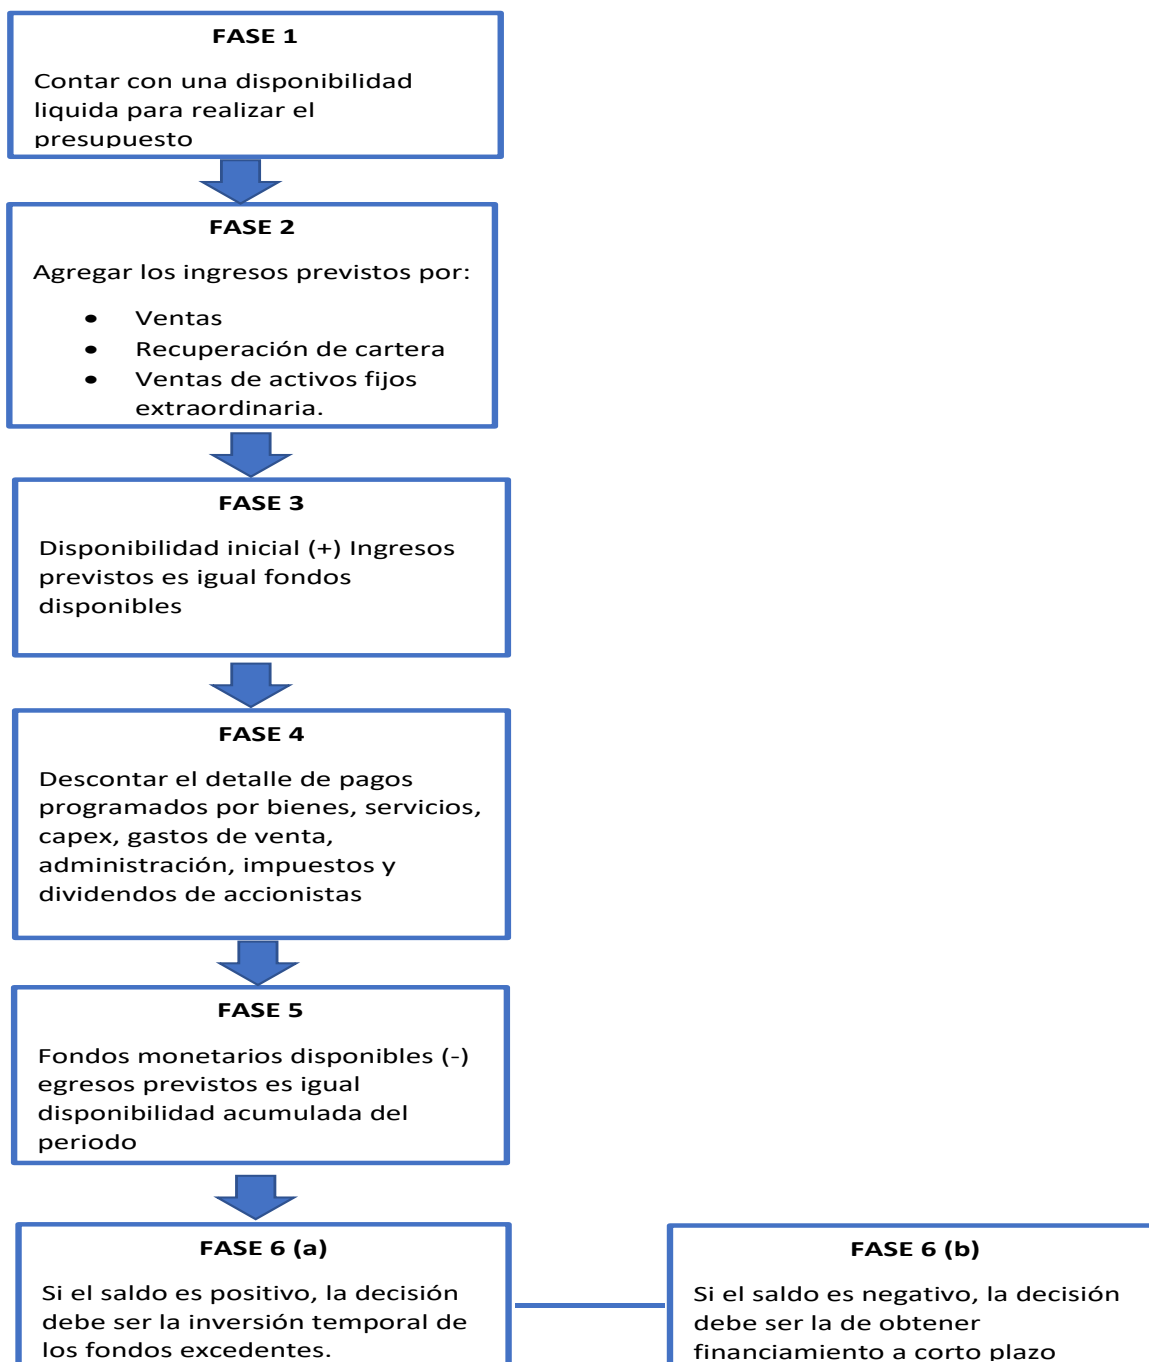 FASE 1
Contar con una disponibilidad
liquida para realizar el
presupuesto
FASE 2
Agregar los ingresos previstos por:
• Ventas
• Recuperación de cartera
• Ventas de activos fijos
extraordinaria.
FASE 3
Disponibilidad inicial (+) Ingresos
previstos es igual fondos
disponibles
FASE 4
Descontar el detalle de pagos
programados por bienes, servicios,
capex, gastos de venta,
administración, impuestos y
dividendos de accionistas
FASE 5
Fondos monetarios disponibles (-)
egresos previstos es igual
disponibilidad acumulada del
periodo
FASE 6 (a)
Si el saldo es positivo, la decisión
debe ser la inversión temporal de
los fondos excedentes.
FASE 6 (b)
Si el saldo es negativo, la decisión
debe ser la de obtener
financiamiento a corto plazo